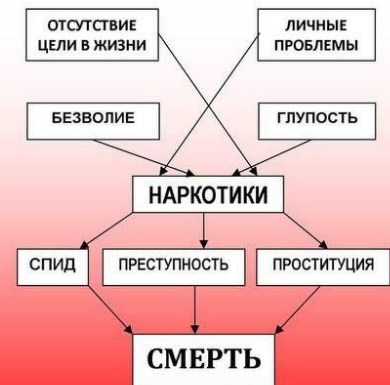 ОТСУТСТВИЕ
ЦЕЛИ В ЖИЗНИ
ЛИЧНЫЕ
ПРОБЛЕМЫ
БЕЗВОЛИЕ
ГЛУПОСТЬ
НАРКОТИКИ
СПИД
ПРЕСТУПНОСТЬ
ПРОСТИТУЦИЯ
СМЕРТЬ